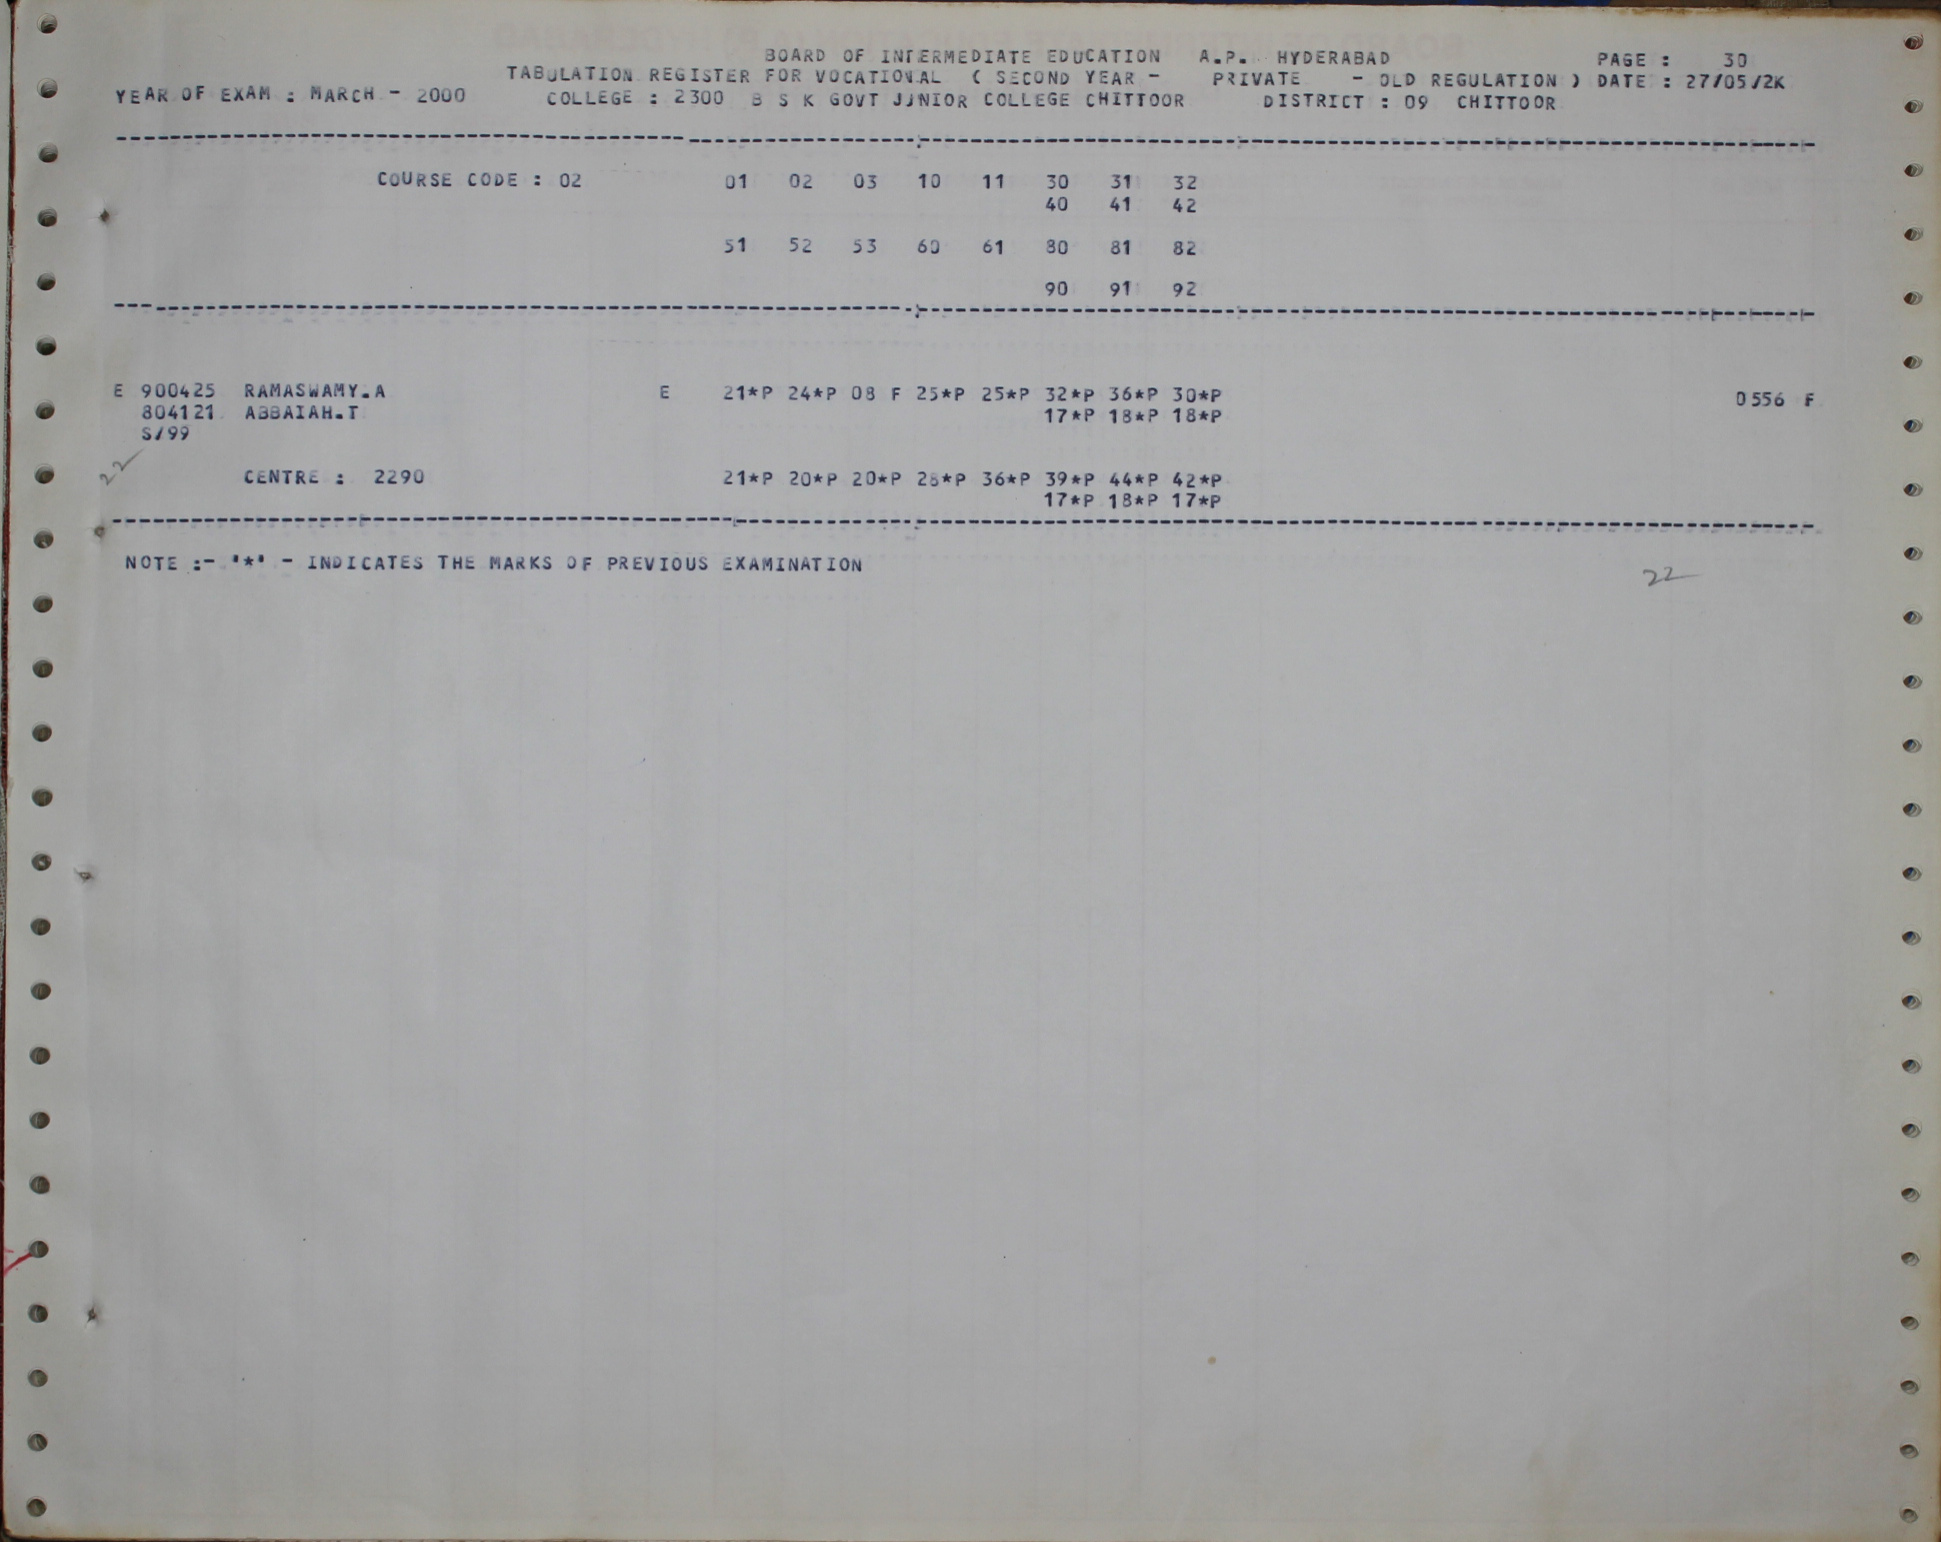 BOARD OF INTERMEDIATE EDUCATION A.P. HYDERABAD PAGE : 30
TABULATION REGISTER FOR VOCATIONAL ( SECOND YEAR - PRIVATE - OLD REGULATION ) DATE : 27/05/2K
YEAR OF EXAM : MARCH - 2000 COLLEGE : 2300 B S K GOVT JUNIOR COLLEGE CHITTOOR DISTRICT : 09 CHITTOOR
COURSE CODE : 02 01 02 03 10 11 30 31 32
40 41 42
51 52 53 60 61 80 81 82
90 91 92
E 900425 RAMASWAMY.A E 21*P 24*P 08 F 25*P 25*P 32*P 36*P 30*P 0556 F
804121 ABBAIAH.T 17*P 18*P 18*P
S/99
22
CENTRE : 2290 21*P 20*P 20*P 28*P 36*P 39*P 44*P 42*P
17*P 18*P 17*P
NOTE :- '*' - INDICATES THE MARKS OF PREVIOUS EXAMINATION
22